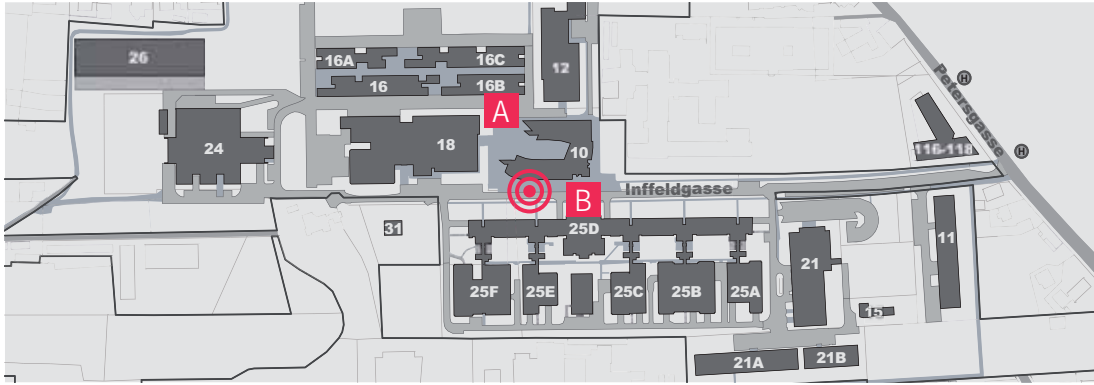 26
16A
16C
12
16
16B
A
24
18
10
Petersgasse
H
116-118
H
Inffeldgasse
B
31
25D
11
21
25F
25E
25C
25B
25A
15
21A
21B